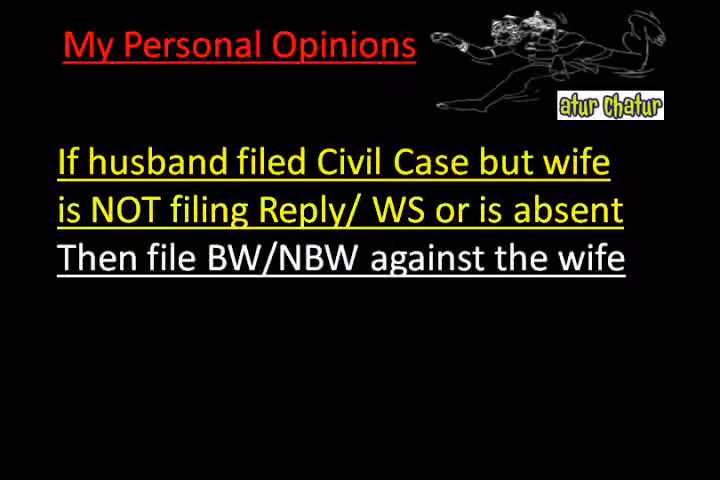 My Personal Opinions
atur Chatur
If husband filed Civil Case but wife
is NOT filing Reply/ WS or is absent
Then file BW/NBW against the wife